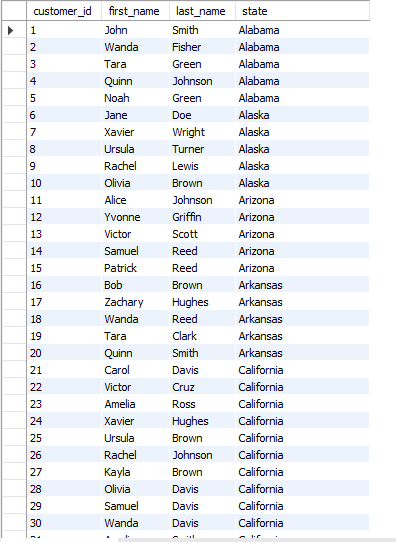 customer_id first_name last_name state
1 John Smith Alabama
2 Wanda Fisher Alabama
3 Tara Green Alabama
4 Quinn Johnson Alabama
5 Noah Green Alabama
6 Jane Doe Alaska
7 Xavier Wright Alaska
8 Ursula Turner Alaska
9 Rachel Lewis Alaska
10 Olivia Brown Alaska
11 Alice Johnson Arizona
12 Yvonne Griffin Arizona
13 Victor Scott Arizona
14 Samuel Reed Arizona
15 Patrick Reed Arizona
16 Bob Brown Arkansas
17 Zachary Hughes Arkansas
18 Wanda Reed Arkansas
19 Tara Clark Arkansas
20 Quinn Smith Arkansas
21 Carol Davis California
22 Victor Cruz California
23 Amelia Ross California
24 Xavier Hughes California
25 Ursula Brown California
26 Rachel Johnson California
27 Kayla Brown California
28 Olivia Davis California
29 Samuel Davis California
30 Wanda Davis California